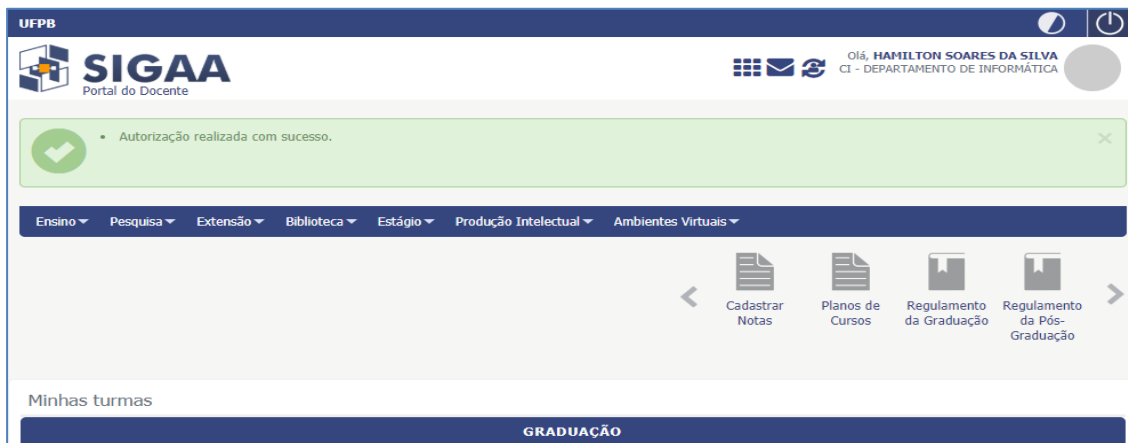 UFPB
SIGAA
Portal do Docente
Olá, HAMILTON SOARES DA SILVA
CI - DEPARTAMENTO DE INFORMÁTICA
• Autorização realizada com sucesso.
Ensino Pesquisa Extensão Biblioteca Estágio Produção Intelectual Ambientes Virtuais
Cadastrar
Notas
Planos de
Cursos
Regulamento
da Graduação
Regulamento
da Pós-
Graduação
Minhas turmas
GRADUAÇÃO